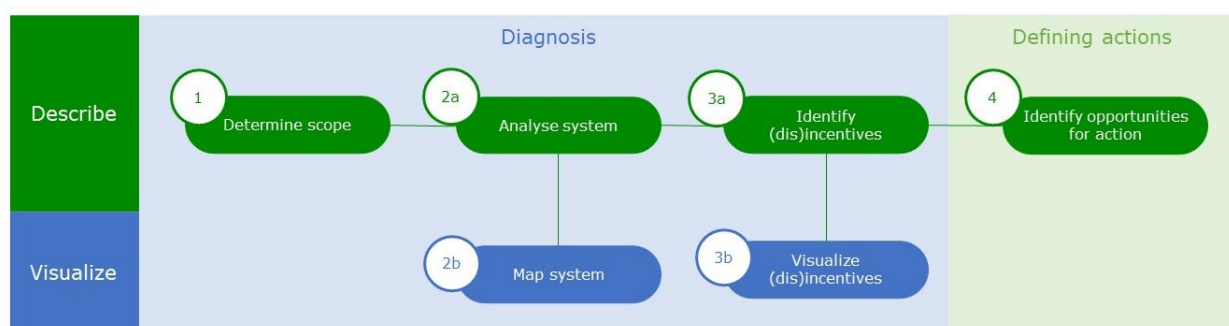 Diagnosis
Defining actions
Describe
1
Determine scope
2a
Analyse system
3a
Identify
(dis)incentives
4
Identify opportunities
for action
Visualize
2b
Map system
3b
Visualize
(dis)incentives